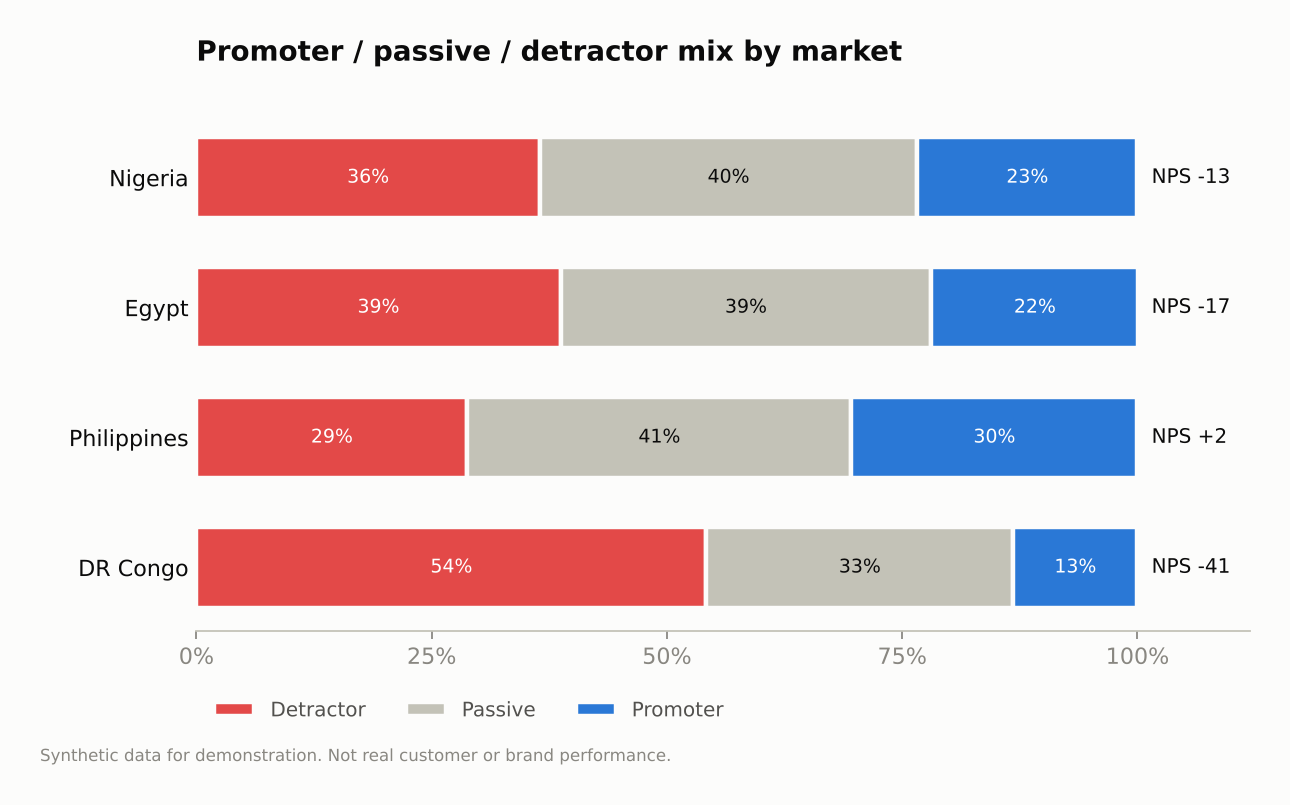 Promoter / passive / detractor mix by market
Nigeria 36% 40% 23% NPS -13
Egypt 39% 39% 22% NPS -17
Philippines 29% 41% 30% NPS +2
DR Congo 54% 33% 13% NPS -41
0% 25% 50% 75% 100%
Detractor Passive Promoter
Synthetic data for demonstration. Not real customer or brand performance.